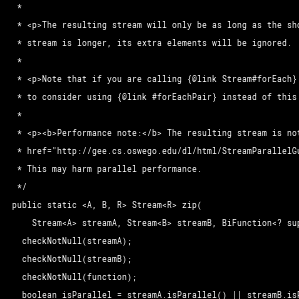 *
* <p>The resulting stream will only be as long as the sho
* stream is longer, its extra elements will be ignored.
*
* <p>Note that if you are calling {@link Stream#forEach}
* to consider using {@link #forEachPair} instead of this
*
* <p><b>Performance note:</b> The resulting stream is not
* href="http://gee.cs.oswego.edu/dl/html/StreamParallelGu
* This may harm parallel performance.
*/
public static <A, B, R> Stream<R> zip(
Stream<A> streamA, Stream<B> streamB, BiFunction<? sup
checkNotNull(streamA);
checkNotNull(streamB);
checkNotNull(function);
boolean isParallel = streamA.isParallel() || streamB.isP